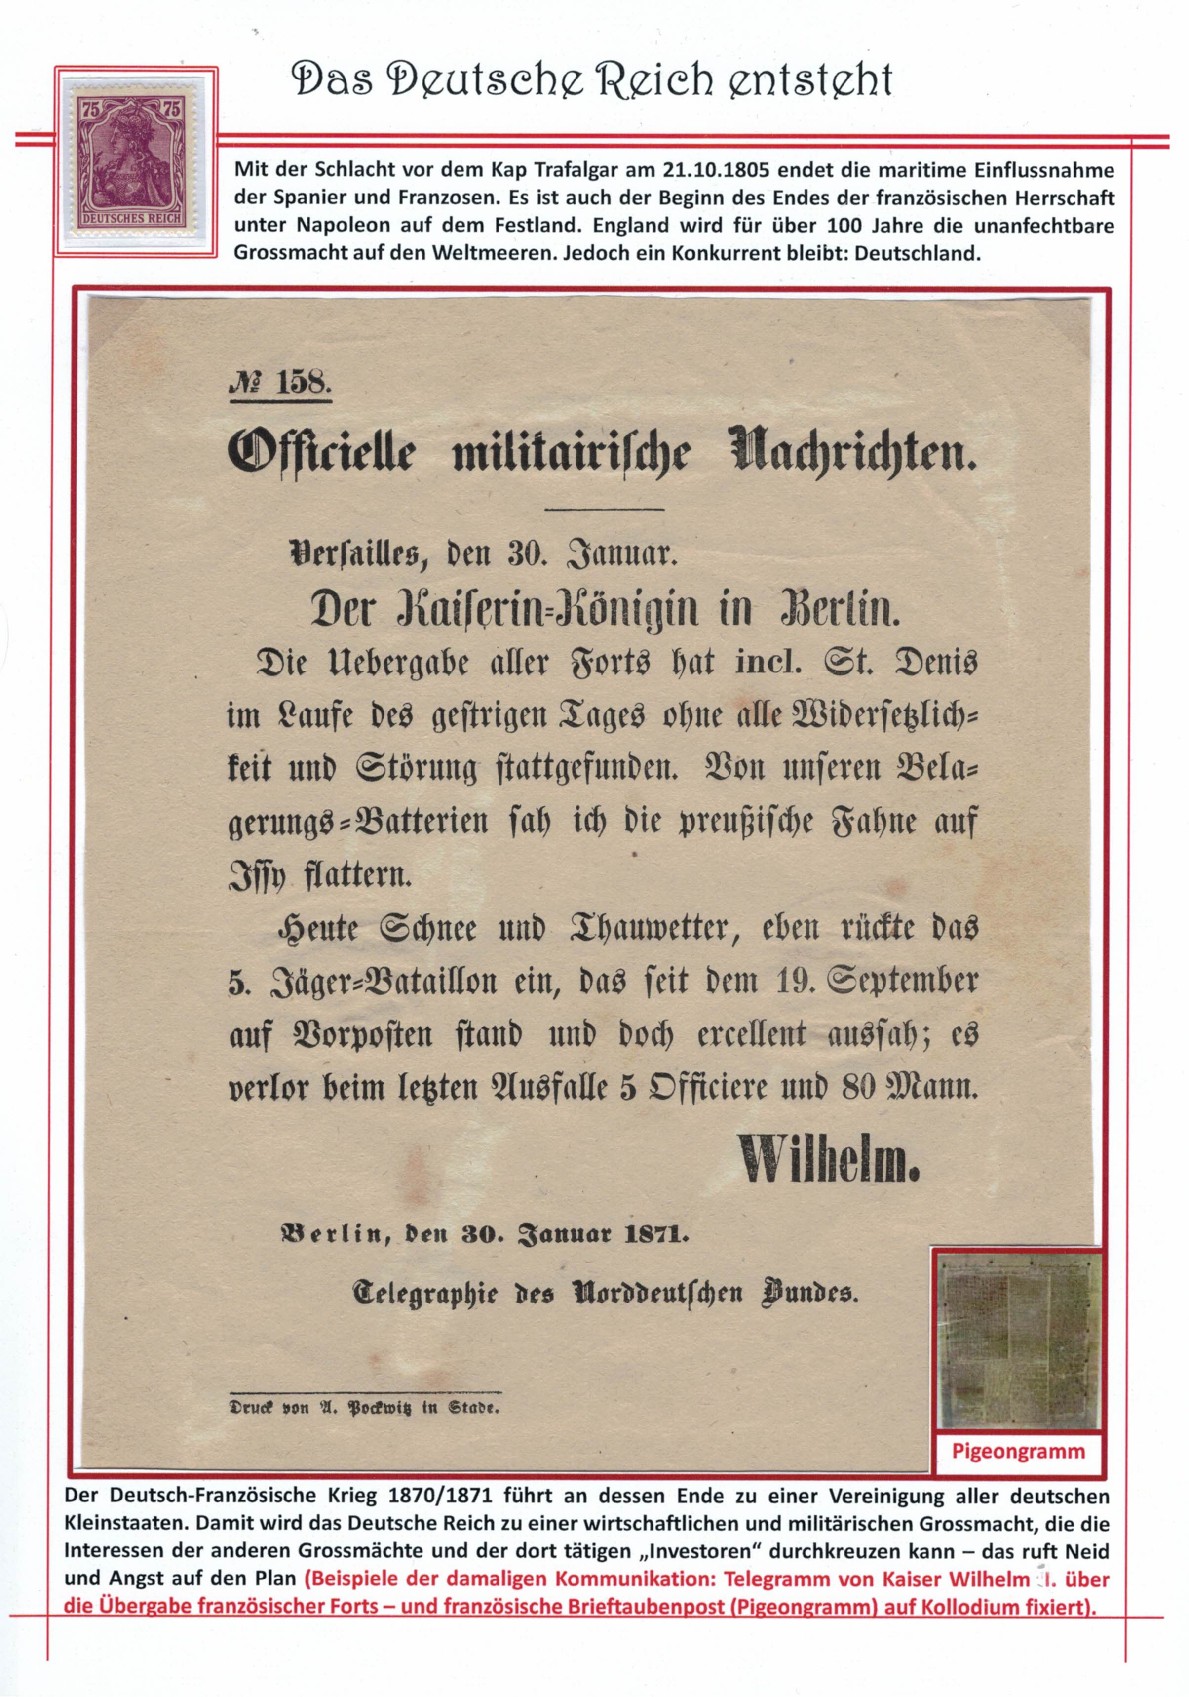 Das Deutsche Reich entsteht
75 75
DEUTSCHES REICH
Mit der Schlacht vor dem Kap Trafalgar am 21.10.1805 endet die maritime Einflussnahme
der Spanier und Franzosen. Es ist auch der Beginn des Endes der französischen Herrschaft
unter Napoleon auf dem Festland. England wird für über 100 Jahre die unanfechtbare
Grossmacht auf den Weltmeeren. Jedoch ein Konkurrent bleibt: Deutschland.
№ 158.
Officielle militairische Nachrichten.
Versailles, den 30. Januar.
Der Kaiserin-Königin in Berlin.
Die Uebergabe aller Forts hat incl. St. Denis
im Laufe des gestrigen Tages ohne alle Widersetzlich-
keit und Störung stattgefunden. Von unseren Bela-
gerungs-Batterien sah ich die preußische Fahne auf
Issy flattern.
Heute Schnee und Thauwetter, eben rückte das
5. Jäger-Bataillon ein, das seit dem 19. September
auf Vorposten stand und doch ercellent aussah; es
verlor beim letzten Ausfalle 5 Officiere und 80 Mann.
Wilhelm.
Berlin, den 30. Januar 1871.
Telegraphie des Norddeutschen Bundes.
Druck von A. Pockwitz in Stade.
Pigeongramm
Der Deutsch-Französische Krieg 1870/1871 führt an dessen Ende zu einer Vereinigung aller deutschen
Kleinstaaten. Damit wird das Deutsche Reich zu einer wirtschaftlichen und militärischen Grossmacht, die die
Interessen der anderen Grossmächte und der dort tätigen „Investoren“ durchkreuzen kann – das ruft Neid
und Angst auf den Plan (Beispiele der damaligen Kommunikation: Telegramm von Kaiser Wilhelm I. über
die Übergabe französischer Forts – und französische Brieftaubenpost (Pigeongramm) auf Kollodium fixiert).